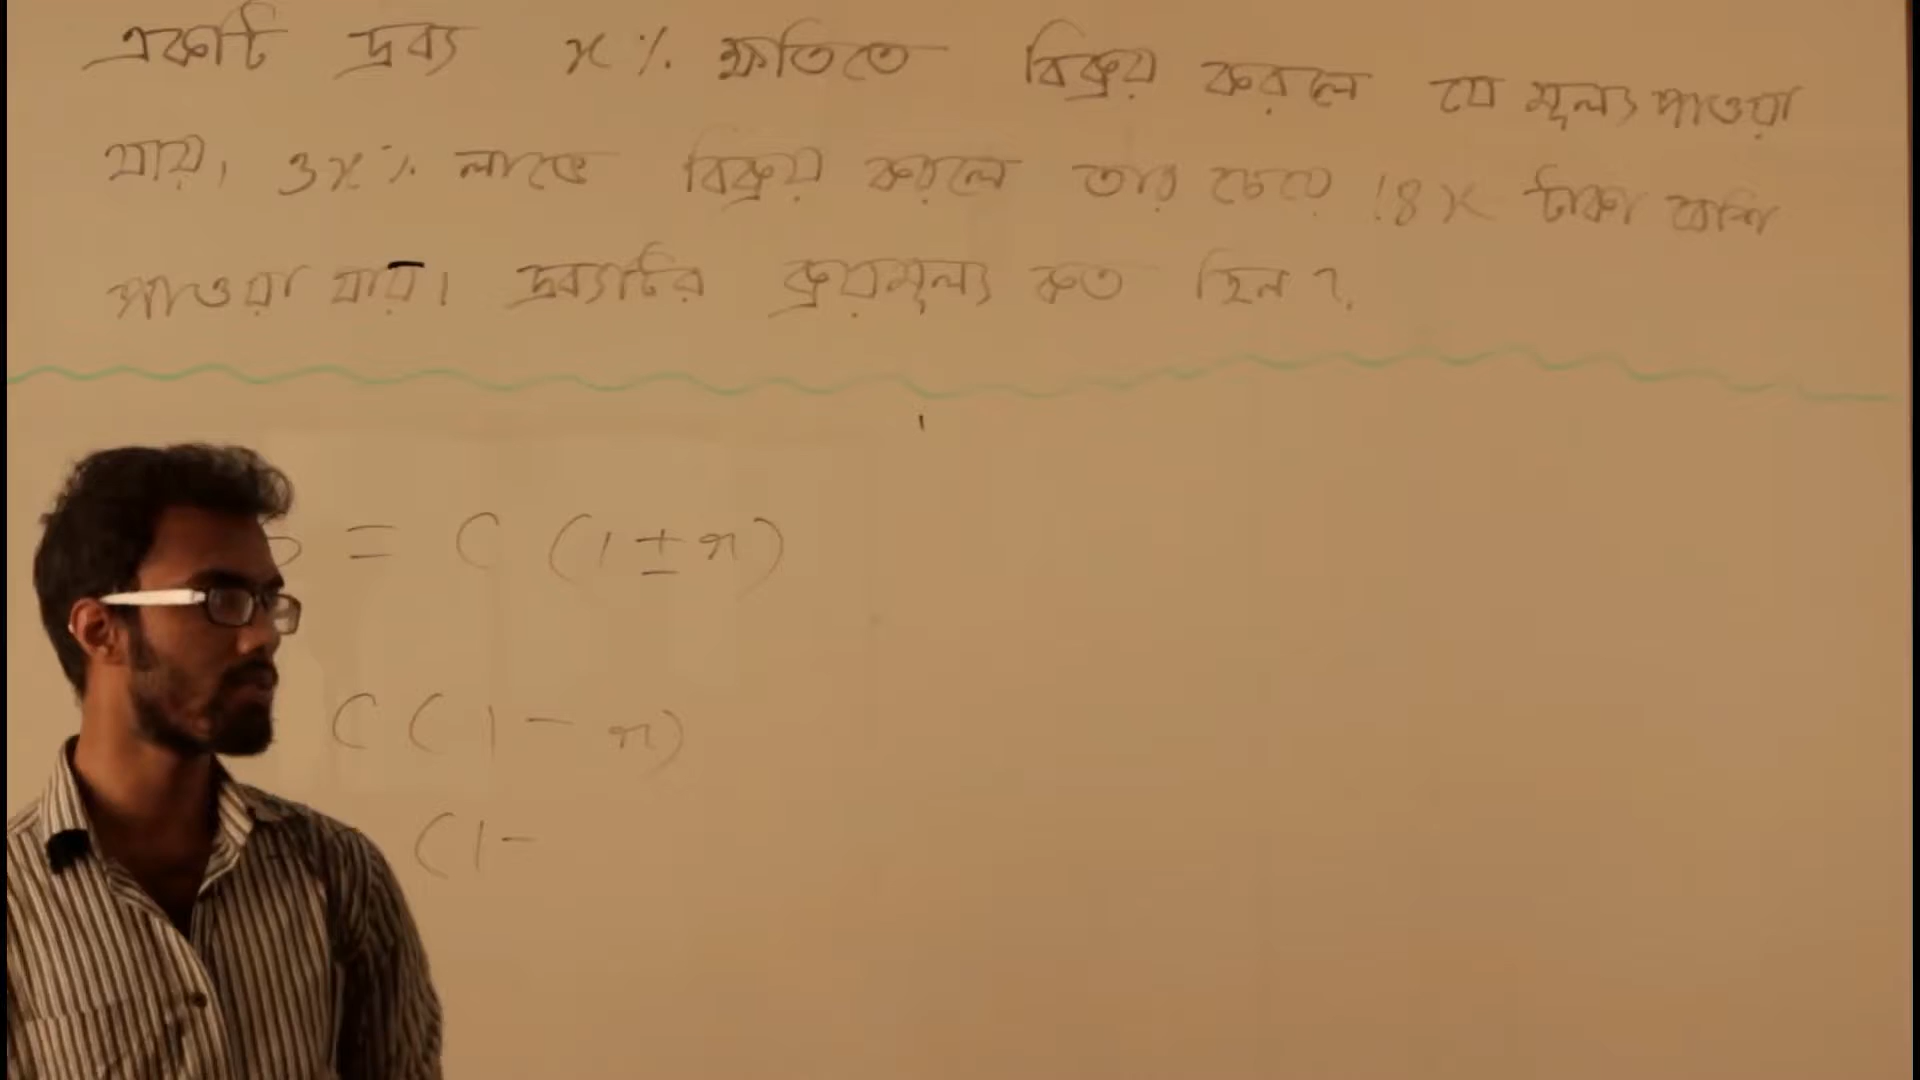 একটি দ্রব্য x% ক্ষতিতে বিক্রয় করলে যে মূল্য পাওয়া
যায়, 3x% লাভে বিক্রয় করলে তার চেয়ে 18x টাকা বেশি
পাওয়া যায়। দ্রব্যটির ক্রয়মূল্য কত ছিল?
= C (1 ± r)
C (1 - r)
(1 -